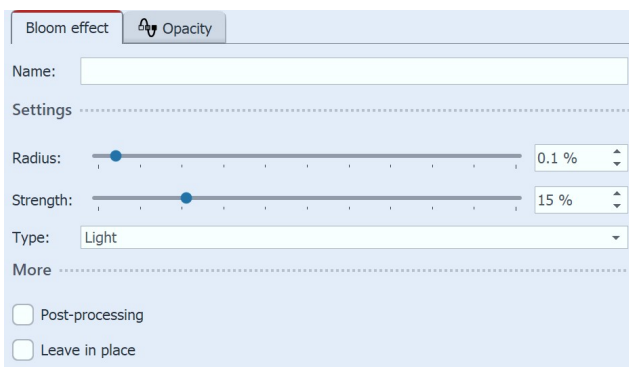 Bloom effect Opacity
Name:
Settings
Radius: 0.1 %
Strength: 15 %
Type: Light
More
Post-processing
Leave in place